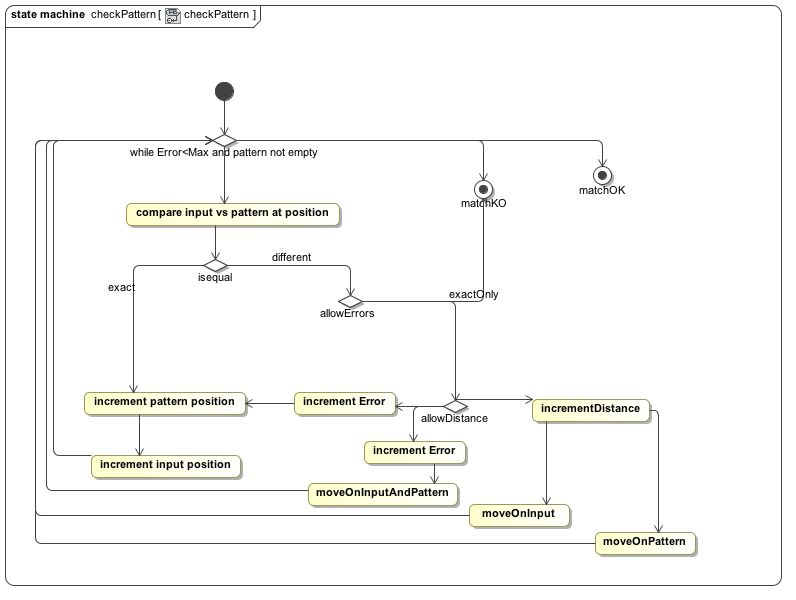 state machine checkPattern[ checkPattern ]
while Error<Max and pattern not empty
matchOK
matchKO
compare input vs pattern at position
different
isequal
exact
exactOnly
allowErrors
increment pattern position
increment Error
incrementDistance
allowDistance
increment Error
increment input position
moveOnInputAndPattern
moveOnInput
moveOnPattern